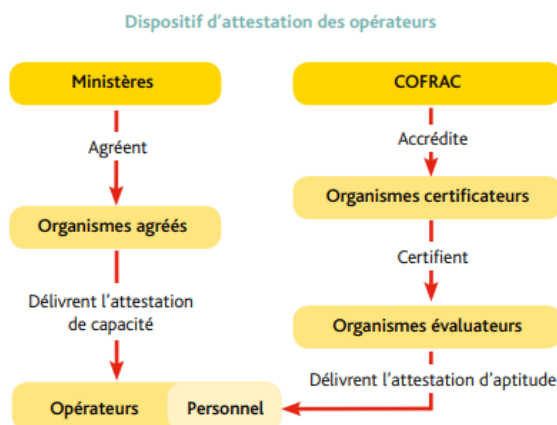 Dispositif d'attestation des opérateurs
Ministères
COFRAC
Agréent
Accrédite
Organismes agréés
Organismes certificateurs
Certifient
Délivrent l'attestation
de capacité
Organismes évaluateurs
Délivrent l'attestation d'aptitude
Opérateurs
Personnel